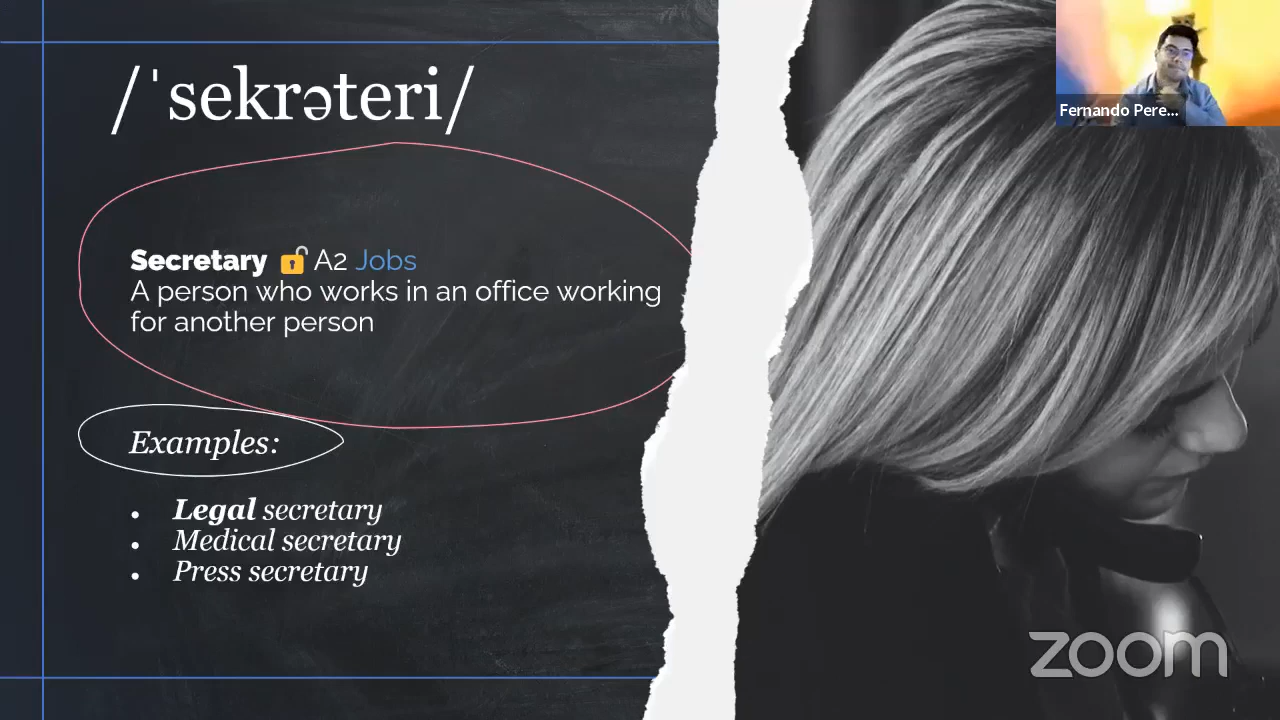 /ˈsekrəteri/
Secretary 🔓 A2 Jobs
A person who works in an office working
for another person
Examples:
• Legal secretary
• Medical secretary
• Press secretary
Fernando Pere...
zoom